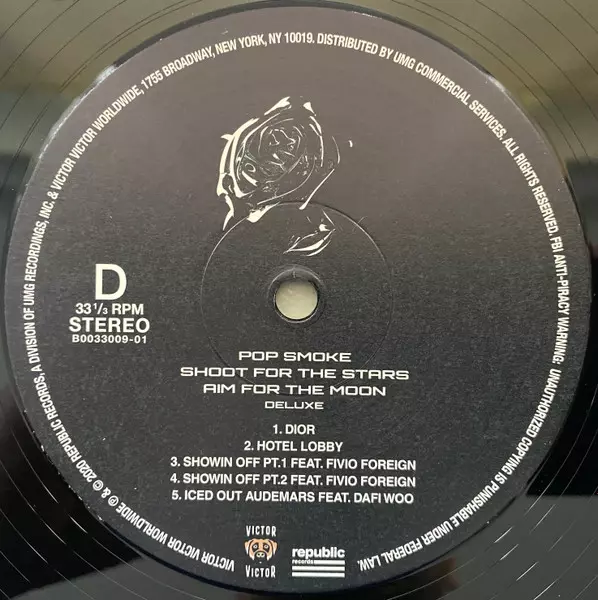 VICTOR VICTOR WORLDWIDE ℗ & © 2020 REPUBLIC RECORDS, A DIVISION OF UMG RECORDINGS, INC. & VICTOR VICTOR WORLDWIDE, 1755 BROADWAY, NEW YORK, NY 10019. DISTRIBUTED BY UMG COMMERCIAL SERVICES. ALL RIGHTS RESERVED. FBI ANTI-PIRACY WARNING: UNAUTHORIZED COPYING IS PUNISHABLE UNDER FEDERAL LAW.
D
33 1/3 RPM
STEREO
B0033009-01
POP SMOKE
SHOOT FOR THE STARS
AIM FOR THE MOON
DELUXE
1. DIOR
2. HOTEL LOBBY
3. SHOWIN OFF PT.1 FEAT. FIVIO FOREIGN
4. SHOWIN OFF PT.2 FEAT. FIVIO FOREIGN
5. ICED OUT AUDEMARS FEAT. DAFI WOO
VICTOR
VICTOR
republic
records